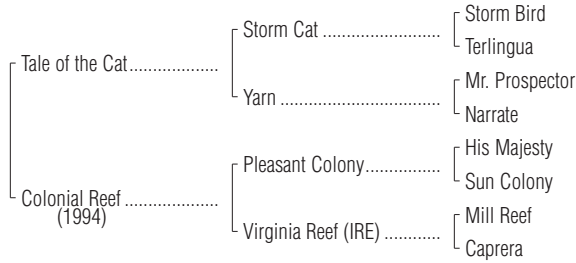 Storm Bird
Storm Cat ..............................
Terlingua
Tale of the Cat.......................
Mr. Prospector
Yarn .........................................
Narrate
His Majesty
Pleasant Colony...................
Sun Colony
Colonial Reef ........................
(1994)
Mill Reef
Virginia Reef (IRE) ..............
Caprera